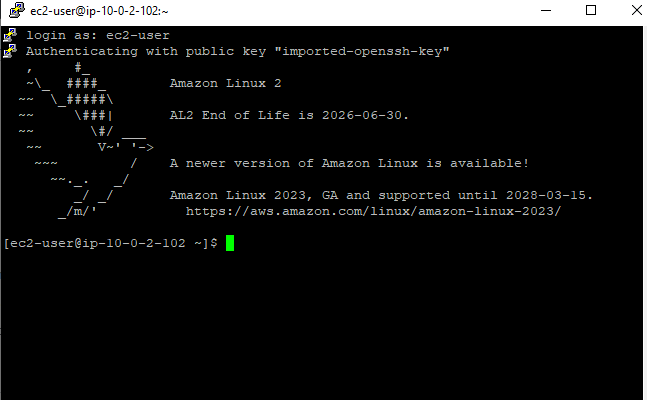 ec2-user@ip-10-0-2-102:~
login as: ec2-user
Authenticating with public key "imported-openssh-key"
   ,     #_
   ~\_  ####_        Amazon Linux 2
  ~~  \_#####\
  ~~     \###|       AL2 End of Life is 2026-06-30.
  ~~       \#/ ___
   ~~       V~' '->
    ~~~         /    A newer version of Amazon Linux is available!
      ~~._.   _/
         _/ _/       Amazon Linux 2023, GA and supported until 2028-03-15.
       _/m/'           https://aws.amazon.com/linux/amazon-linux-2023/
[ec2-user@ip-10-0-2-102 ~]$